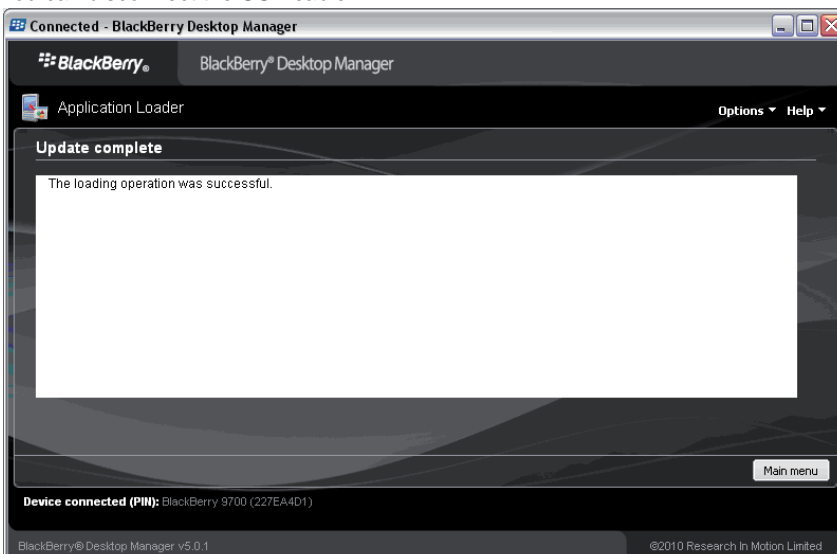 Connected - BlackBerry Desktop Manager
BlackBerry® BlackBerry® Desktop Manager
Application Loader Options Help
Update complete
The loading operation was successful.
Main menu
Device connected (PIN): BlackBerry 9700 (227EA4D1)
BlackBerry® Desktop Manager v5.0.1 ©2010 Research In Motion Limited